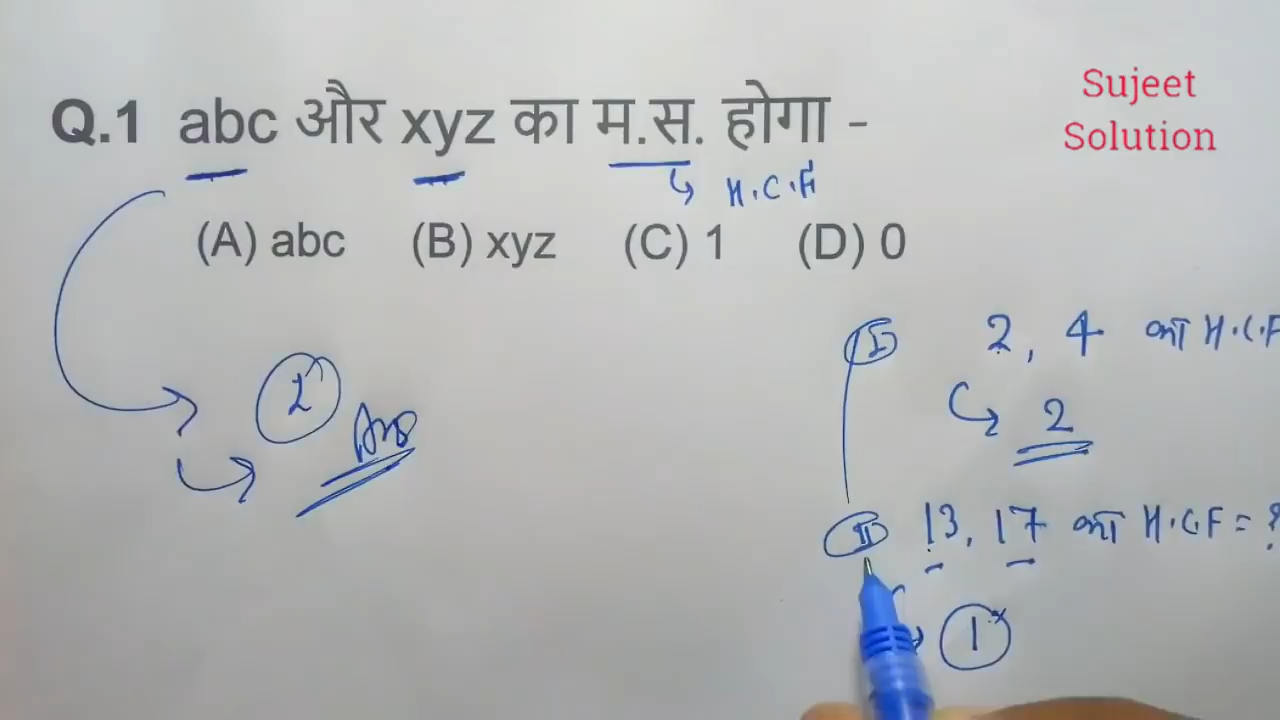 Q.1 abc और xyz का म.स. होगा -
Sujeet
Solution
H.C.F
(A) abc (B) xyz (C) 1 (D) 0
I 2, 4 का H.C.F
2
1 Ans
II 13, 17 का H.C.F = ?
1